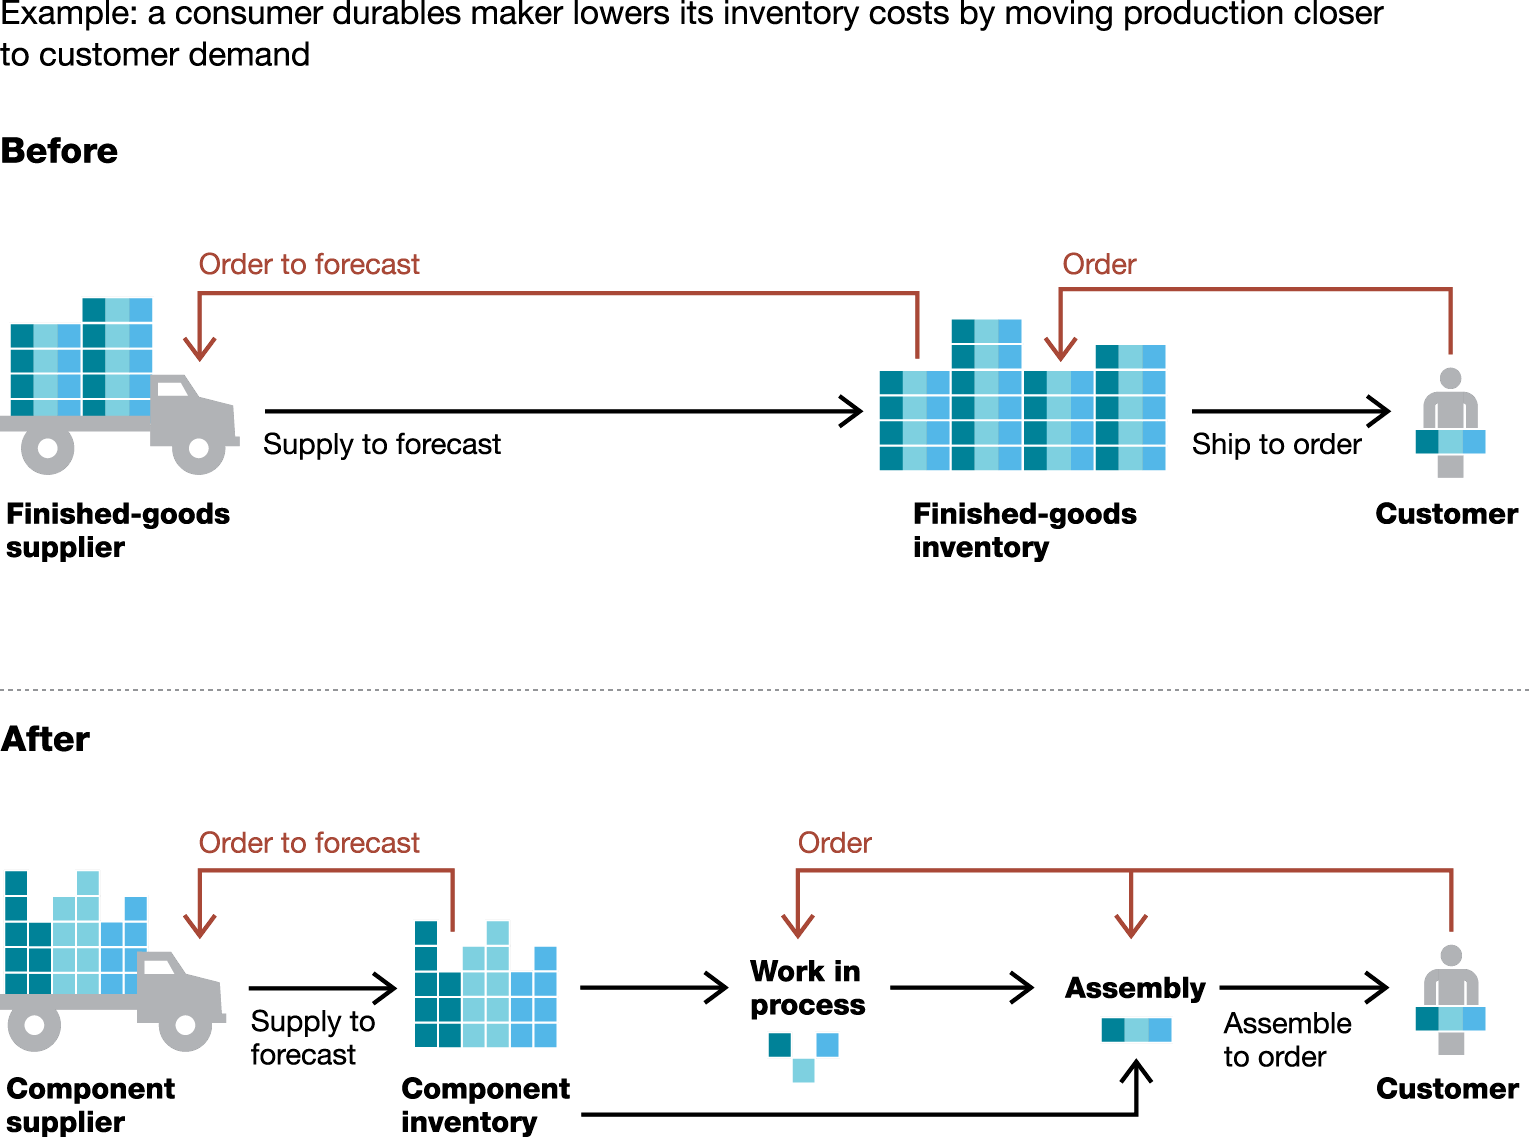 Example: a consumer durables maker lowers its inventory costs by moving production closer
to customer demand
Before
Order to forecast
Order
Supply to forecast
Ship to order
Finished-goods
supplier
Finished-goods
inventory
Customer
After
Order to forecast
Order
Work in
process
Assembly
Supply to
forecast
Assemble
to order
Component
supplier
Component
inventory
Customer